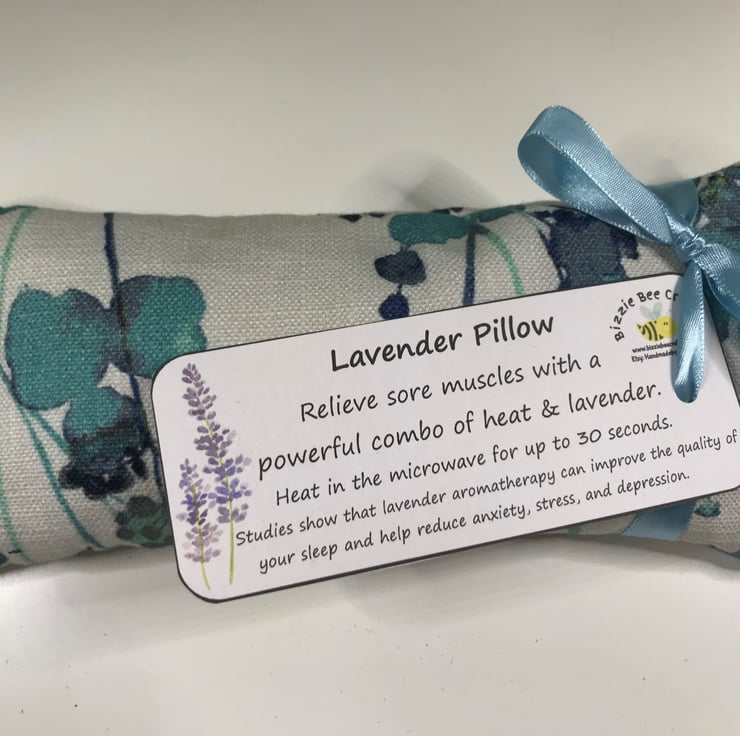 Bizzie Bee
Lavender Pillow
Relieve sore muscles with a
powerful combo of heat & lavender.
Heat in the microwave for up to 30 seconds.
Studies show that lavender aromatherapy can improve the quality of
your sleep and help reduce anxiety, stress, and depression.